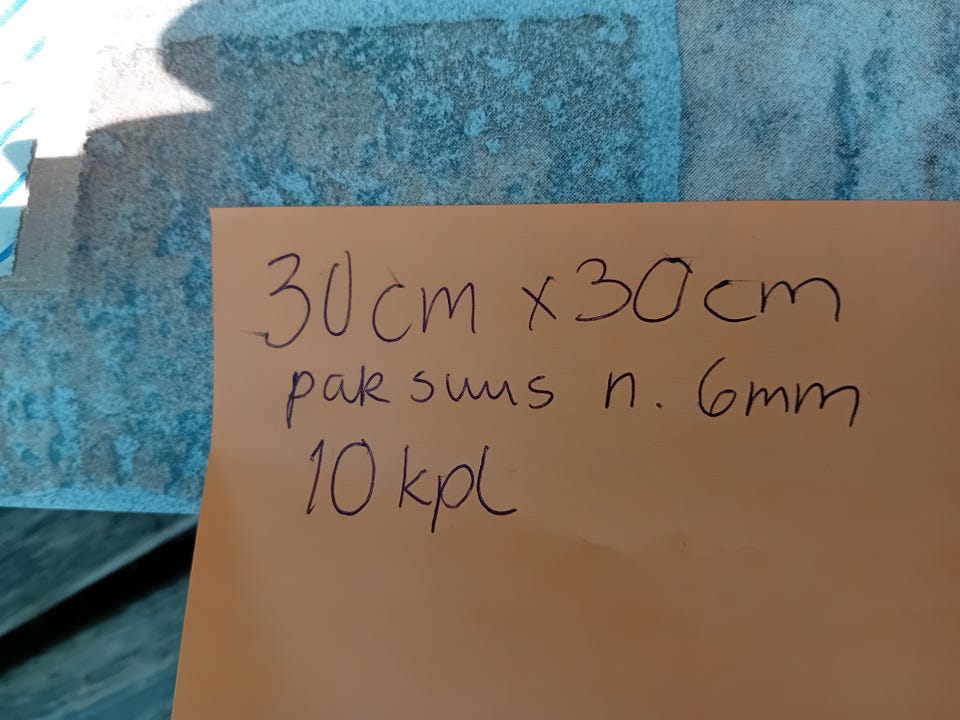 30cm x 30cm
paksuus n. 6mm
10 kpl